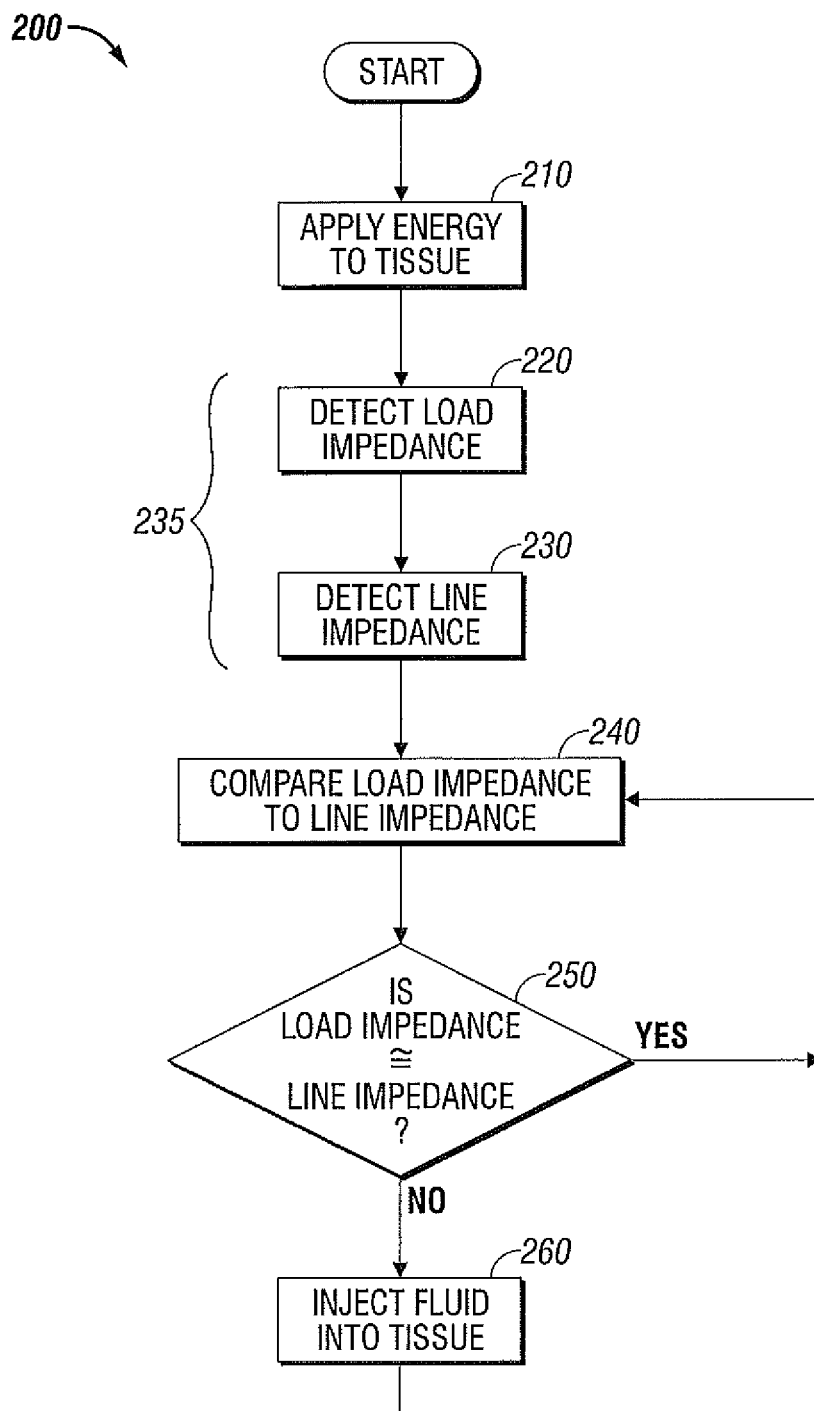 200
START
210
APPLY ENERGY
TO TISSUE
220
DETECT LOAD
IMPEDANCE
235
230
DETECT LINE
IMPEDANCE
240
COMPARE LOAD IMPEDANCE
TO LINE IMPEDANCE
250
IS
LOAD IMPEDANCE
≅
LINE IMPEDANCE
?
YES
NO
260
INJECT FLUID
INTO TISSUE